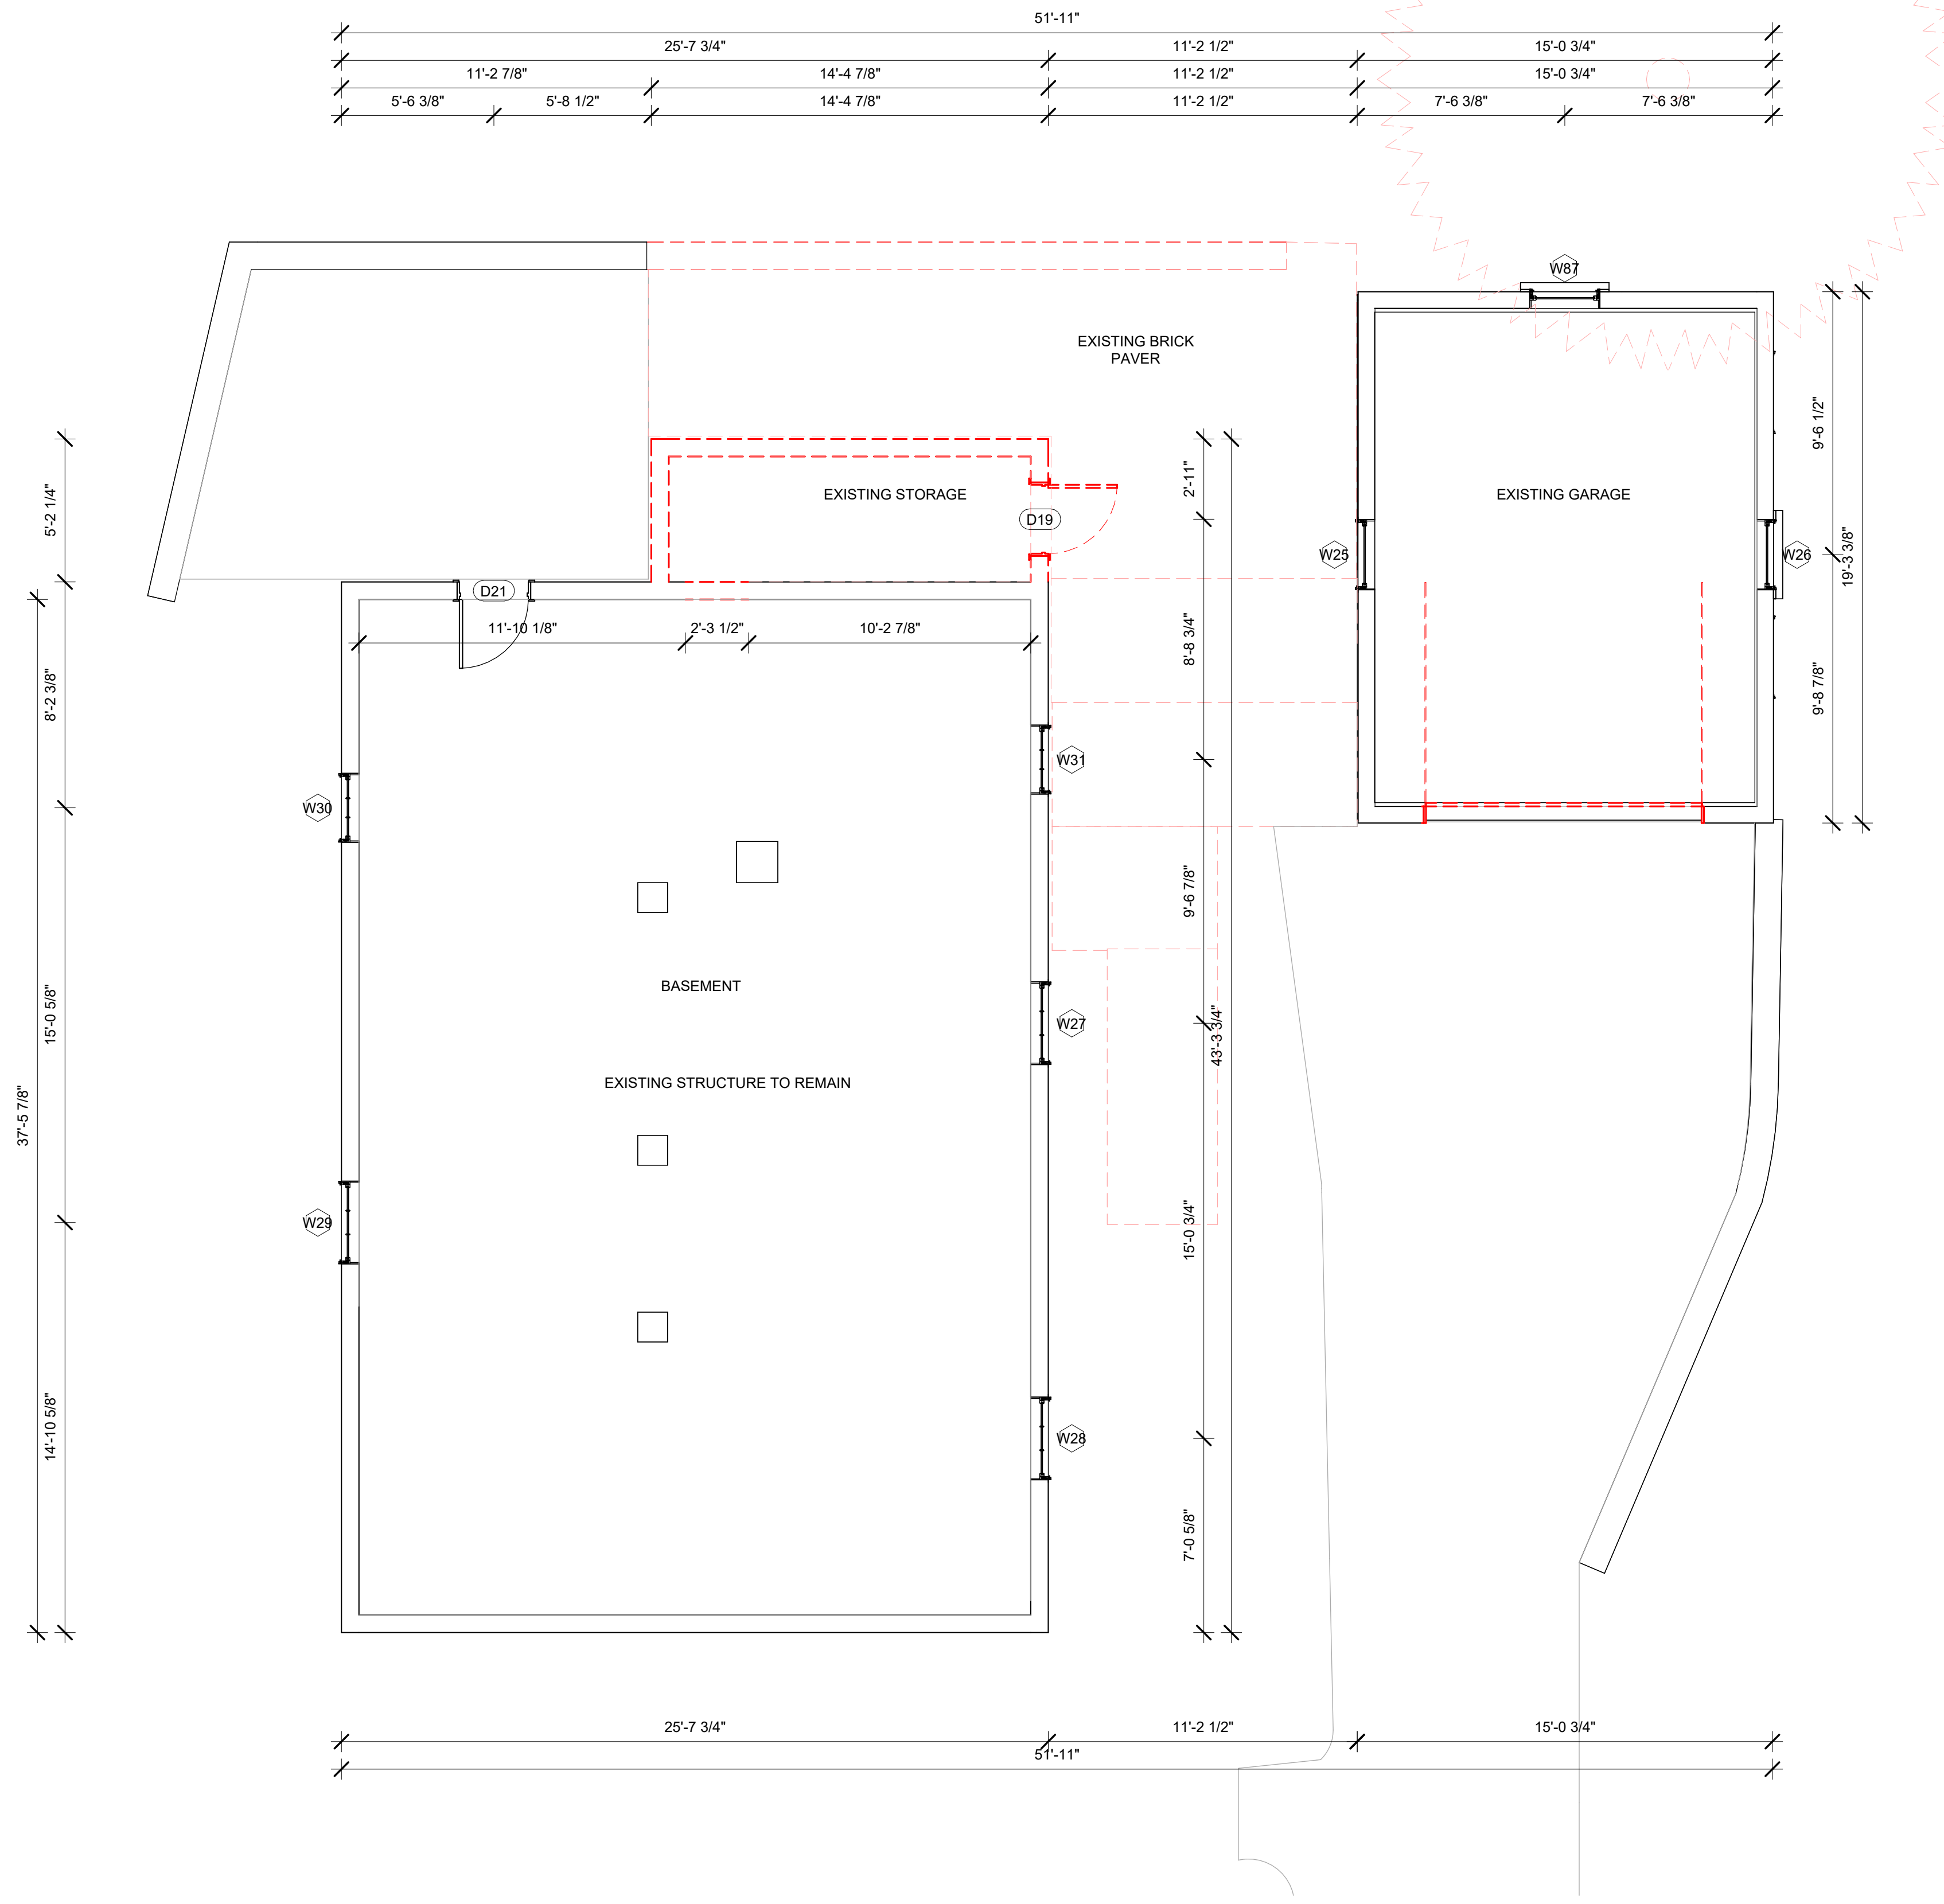 51'-11"
25'-7 3/4"
11'-2 1/2"
15'-0 3/4"
11'-2 7/8"
14'-4 7/8"
11'-2 1/2"
15'-0 3/4"
5'-6 3/8"
5'-8 1/2"
14'-4 7/8"
11'-2 1/2"
7'-6 3/8"
7'-6 3/8"
W87
EXISTING BRICK
PAVER
9'-6 1/2"
5'-2 1/4"
EXISTING STORAGE
2'-11"
EXISTING GARAGE
D19
W25
W26
19'-3 3/8"
D21
11'-10 1/8"
2'-3 1/2"
10'-2 7/8"
8'-8 3/4"
8'-2 3/8"
9'-8 7/8"
W31
W30
9'-6 7/8"
BASEMENT
15'-0 5/8"
W27
43'-3 3/4"
EXISTING STRUCTURE TO REMAIN
37'-5 7/8"
W29
15'-0 3/4"
14'-10 5/8"
W28
7'-0 5/8"
25'-7 3/4"
11'-2 1/2"
15'-0 3/4"
51'-11"